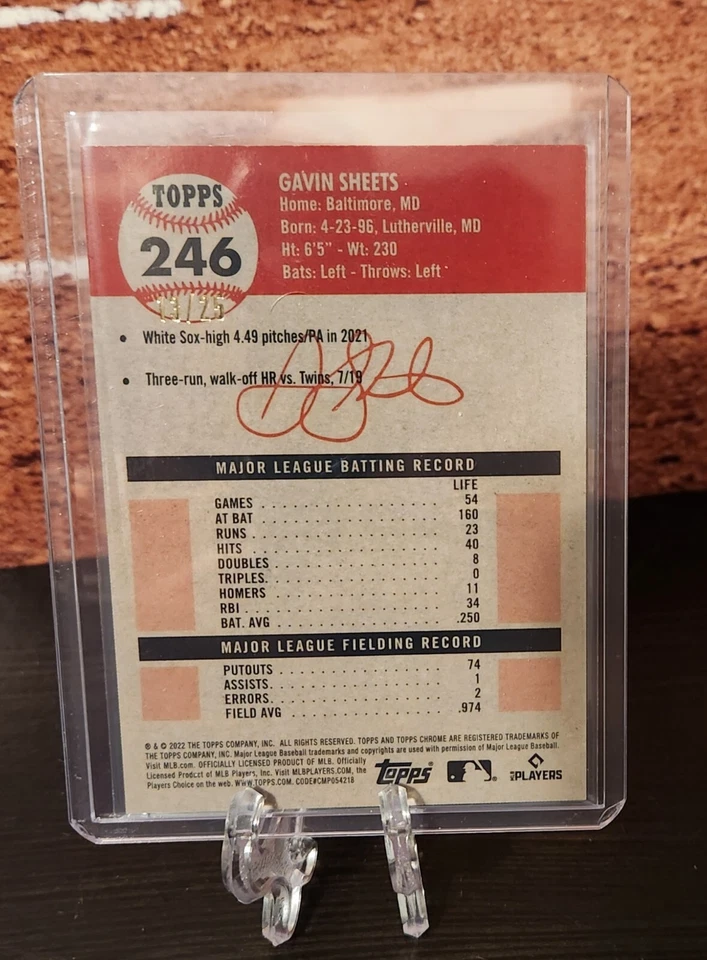 TOPPS
246
13/25
GAVIN SHEETS
Home: Baltimore, MD
Born: 4-23-96, Lutherville, MD
Ht: 6'5" - Wt: 230
Bats: Left - Throws: Left
• White Sox-high 4.49 pitches/PA in 2021
• Three-run, walk-off HR vs. Twins, 7/19
MAJOR LEAGUE BATTING RECORD
LIFE
GAMES 54
AT BAT 160
RUNS 23
HITS 40
DOUBLES 8
TRIPLES 0
HOMERS 11
RBI 34
BAT. AVG .250
MAJOR LEAGUE FIELDING RECORD
PUTOUTS 74
ASSISTS 1
ERRORS 2
FIELD AVG .974
® & © 2022 THE TOPPS COMPANY, INC. ALL RIGHTS RESERVED. TOPPS AND TOPPS CHROME ARE REGISTERED TRADEMARKS OF
THE TOPPS COMPANY, INC. Major League Baseball trademarks and copyrights are used with permission of Major League Baseball.
Visit MLB.com. OFFICIALLY LICENSED PRODUCT OF MLB. Officially
Licensed Product of MLB Players, Inc. Visit MLBPLAYERS.COM, the
Players Choice on the web. WWW.TOPPS.COM. CODE#CMP054218
topps
MLB PLAYERS